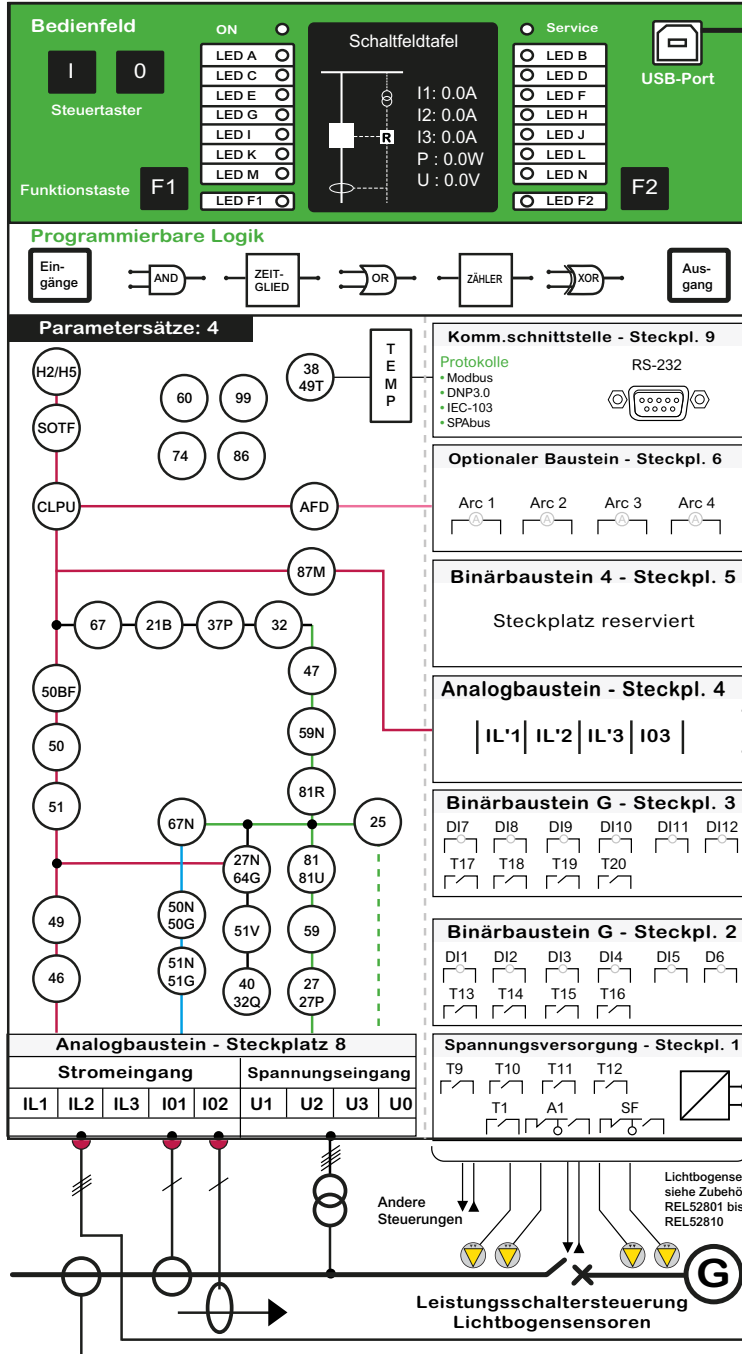 Bedienfeld
ON
Service
I
0
Steuertaster
Funktionstaste
F1
LED A
LED C
LED E
LED G
LED I
LED K
LED M
LED F1
Schaltfeldtafel
R
I1: 0.0A
I2: 0.0A
I3: 0.0A
P : 0.0W
U : 0.0V
LED B
LED D
LED F
LED H
LED J
LED L
LED N
LED F2
USB-Port
F2
Programmierbare Logik
Ein-
gänge
AND
ZEIT-
GLIED
OR
ZÄHLER
XOR
Aus-
gang
Parametersätze: 4
H2/H5
SOTF
CLPU
60
99
74
86
38
49T
T
E
M
P
AFD
87M
67
21B
37P
32
47
59N
81R
50BF
50
51
67N
25
27N
64G
81
81U
49
50N
50G
51V
59
46
51N
51G
40
32Q
27
27P
Komm.schnittstelle - Steckpl. 9
Protokolle
• Modbus
• DNP3.0
• IEC-103
• SPAbus
RS-232
Optionaler Baustein - Steckpl. 6
Arc 1 Arc 2 Arc 3 Arc 4
A A A A
Binärbaustein 4 - Steckpl. 5
Steckplatz reserviert
Analogbaustein - Steckpl. 4
IL'1 IL'2 IL'3 I03
Binärbaustein G - Steckpl. 3
DI7 DI8 DI9 DI10 DI11 DI12
T17 T18 T19 T20
Binärbaustein G - Steckpl. 2
DI1 DI2 DI3 DI4 DI5 D6
T13 T14 T15 T16
Spannungsversorgung - Steckpl. 1
T9 T10 T11 T12
T1 A1 SF
Analogbaustein - Steckplatz 8
Stromeingang
Spannungseingang
IL1 IL2 IL3 I01 I02 U1 U2 U3 U0
Andere
Steuerungen
Lichtbogense
siehe Zubehö
REL52801 bis
REL52810
G
Leistungsschaltersteuerung
Lichtbogensensoren